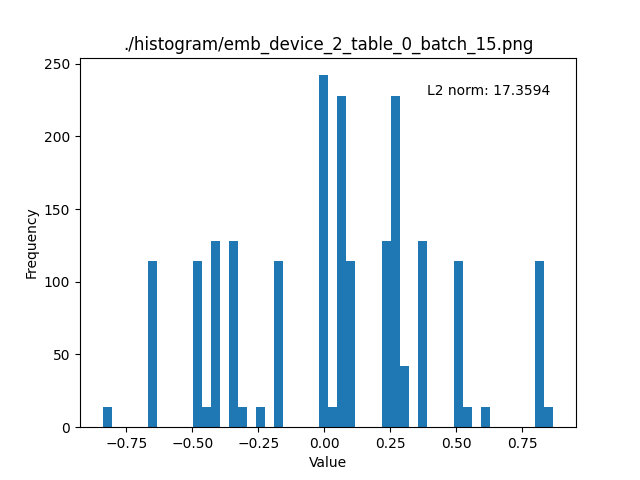 ./histogram/emb_device_2_table_0_batch_15.png
L2 norm: 17.3594
Frequency
250
200
150
100
50
0
−0.75 −0.50 −0.25 0.00 0.25 0.50 0.75
Value